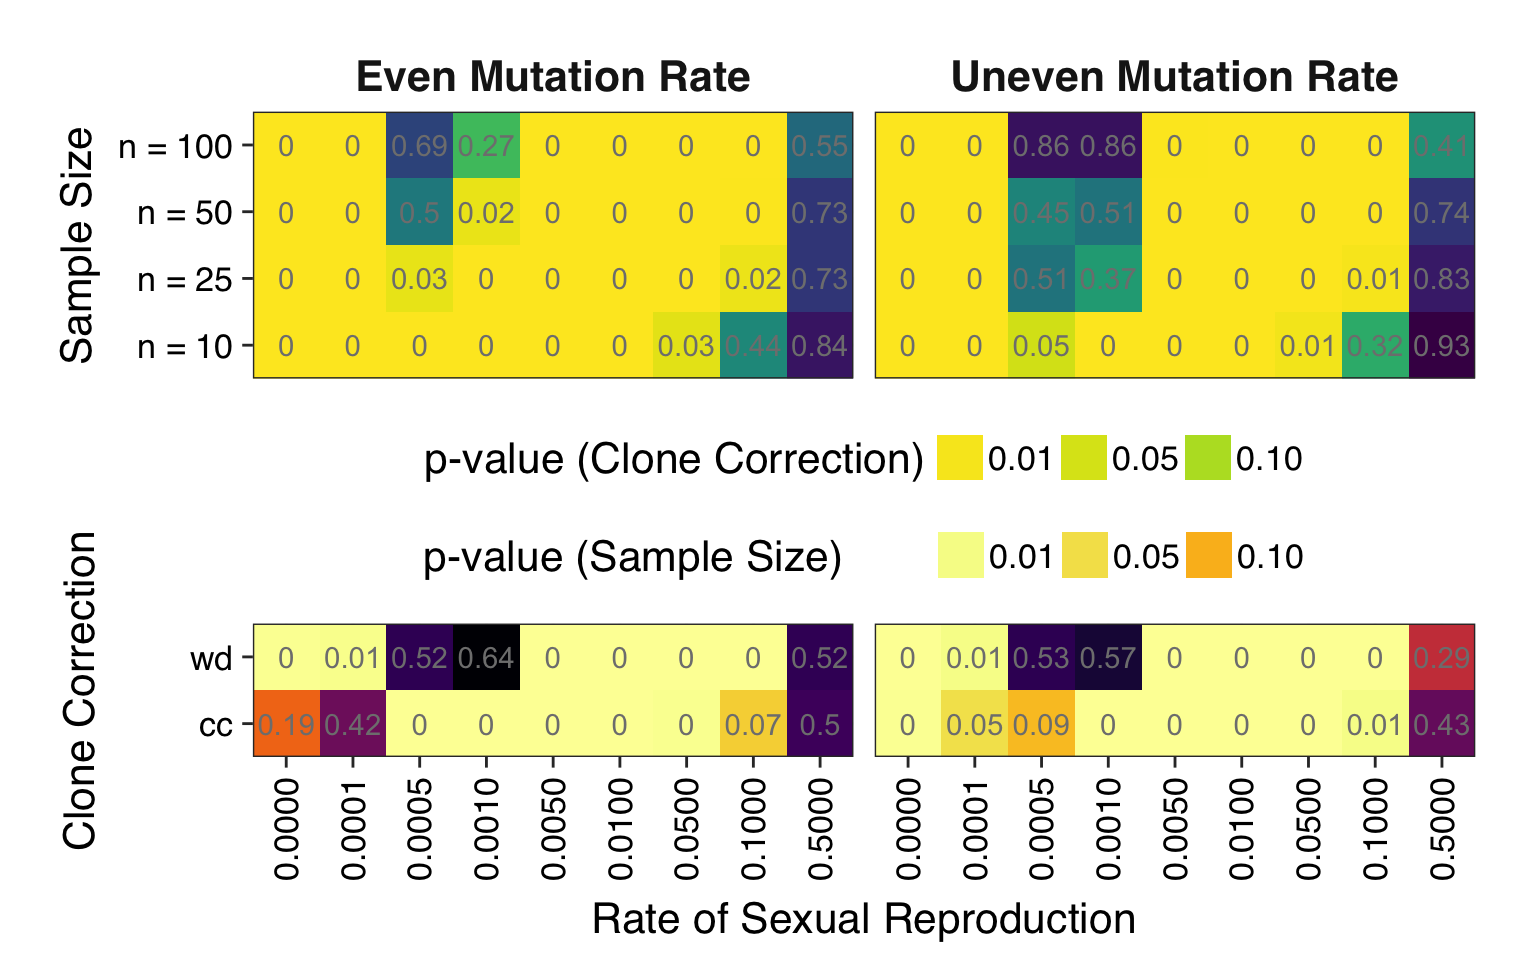 Even Mutation Rate Uneven Mutation Rate
Sample Size
n = 100 0 0 0.69 0.27 0 0 0 0 0.55 0 0 0.86 0.86 0 0 0 0 0.41
n = 50 0 0 0.5 0.02 0 0 0 0 0.73 0 0 0.45 0.51 0 0 0 0 0.74
n = 25 0 0 0.03 0 0 0 0 0.02 0.73 0 0 0.51 0.37 0 0 0 0.01 0.83
n = 10 0 0 0 0 0 0 0.03 0.44 0.84 0 0 0.05 0 0 0 0.01 0.32 0.93
p-value (Clone Correction) 0.01 0.05 0.10
p-value (Sample Size) 0.01 0.05 0.10
Clone Correction
wd 0 0.01 0.52 0.64 0 0 0 0 0.52 0 0.01 0.53 0.57 0 0 0 0 0.29
cc 0.19 0.42 0 0 0 0 0 0.07 0.5 0 0.05 0.09 0 0 0 0 0.01 0.43
0.0000 0.0001 0.0005 0.0010 0.0050 0.0100 0.0500 0.1000 0.5000 0.0000 0.0001 0.0005 0.0010 0.0050 0.0100 0.0500 0.1000 0.5000
Rate of Sexual Reproduction